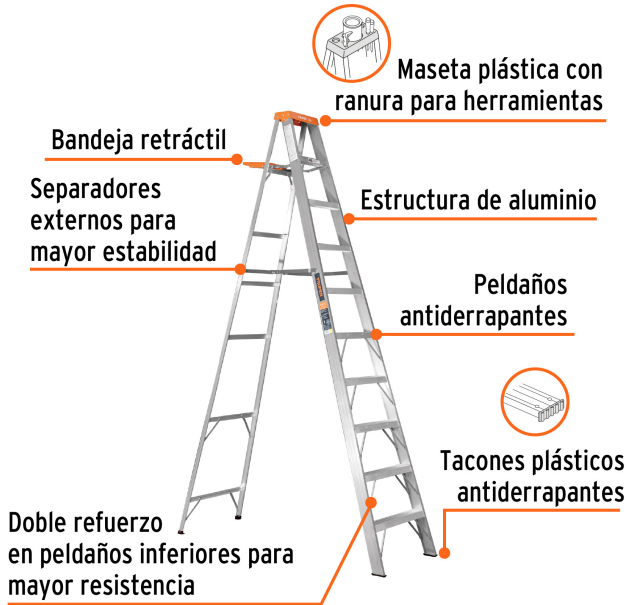 Maseta plástica con
ranura para herramientas
Bandeja retráctil
Separadores
externos para
mayor estabilidad
Estructura de aluminio
Peldaños
antiderrapantes
Tacones plásticos
antiderrapantes
Doble refuerzo
en peldaños inferiores para
mayor resistencia